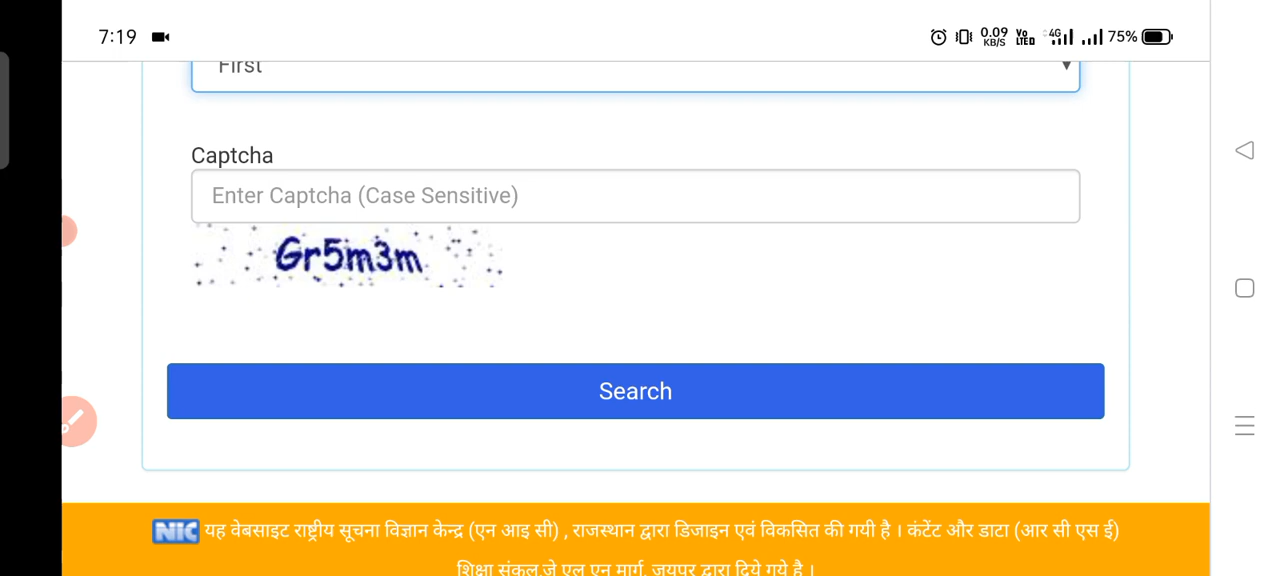 7:19 0.09 KB/S Vo LTED 4G 75%
First
Captcha
Enter Captcha (Case Sensitive)
Gr5m3m
Search
NIC यह वेबसाइट राष्ट्रीय सूचना विज्ञान केन्द्र (एन आइ सी) , राजस्थान द्वारा डिजाइन एवं विकसित की गयी है । कंटेंट और डाटा (आर सी एस ई)
शिक्षा संकुल,जे एल एन मार्ग, जयपुर द्वारा दिये गये है ।